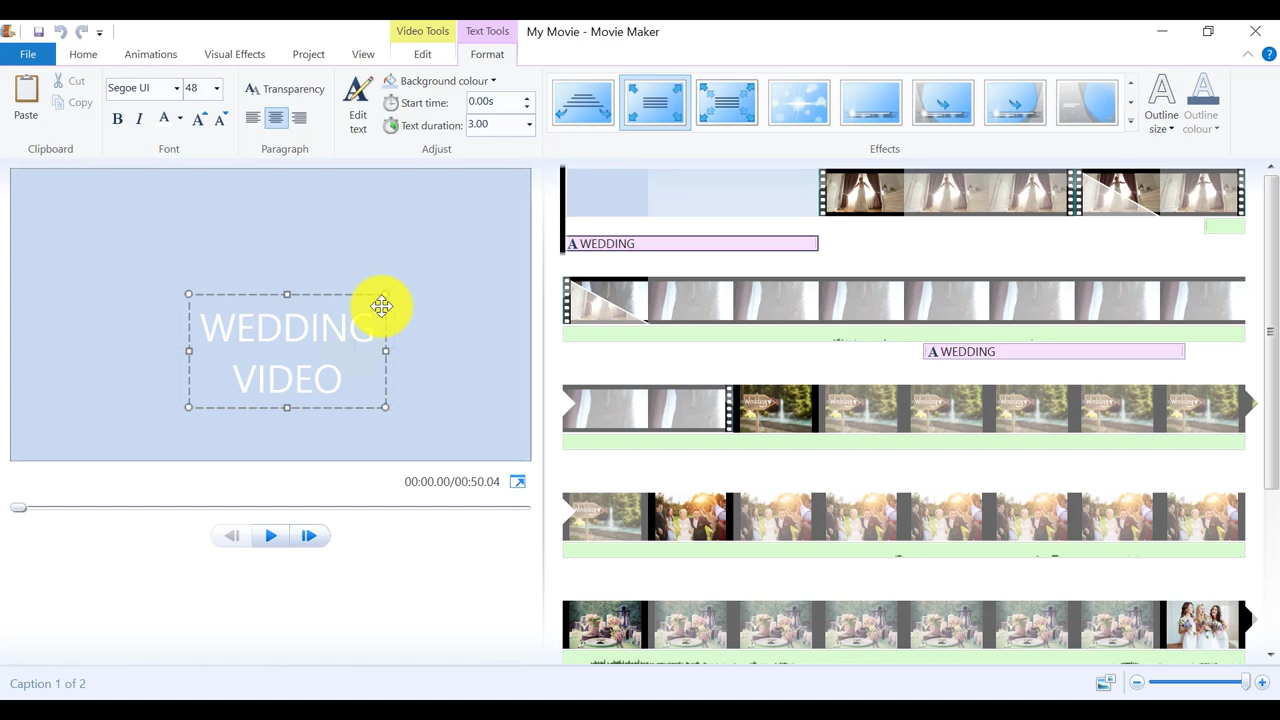 Video Tools
Text Tools
My Movie - Movie Maker
File
Home
Animations
Visual Effects
Project
View
Edit
Format
Paste
Cut
Copy
Clipboard
Segoe UI
48
B I A A A
Font
Transparency
Paragraph
Edit text
Background colour
Start time: 0.00s
Text duration: 3.00
Adjust
Effects
Outline size
Outline colour
WEDDING
VIDEO
00:00.00/00:50.04
A WEDDING
A WEDDING
Caption 1 of 2